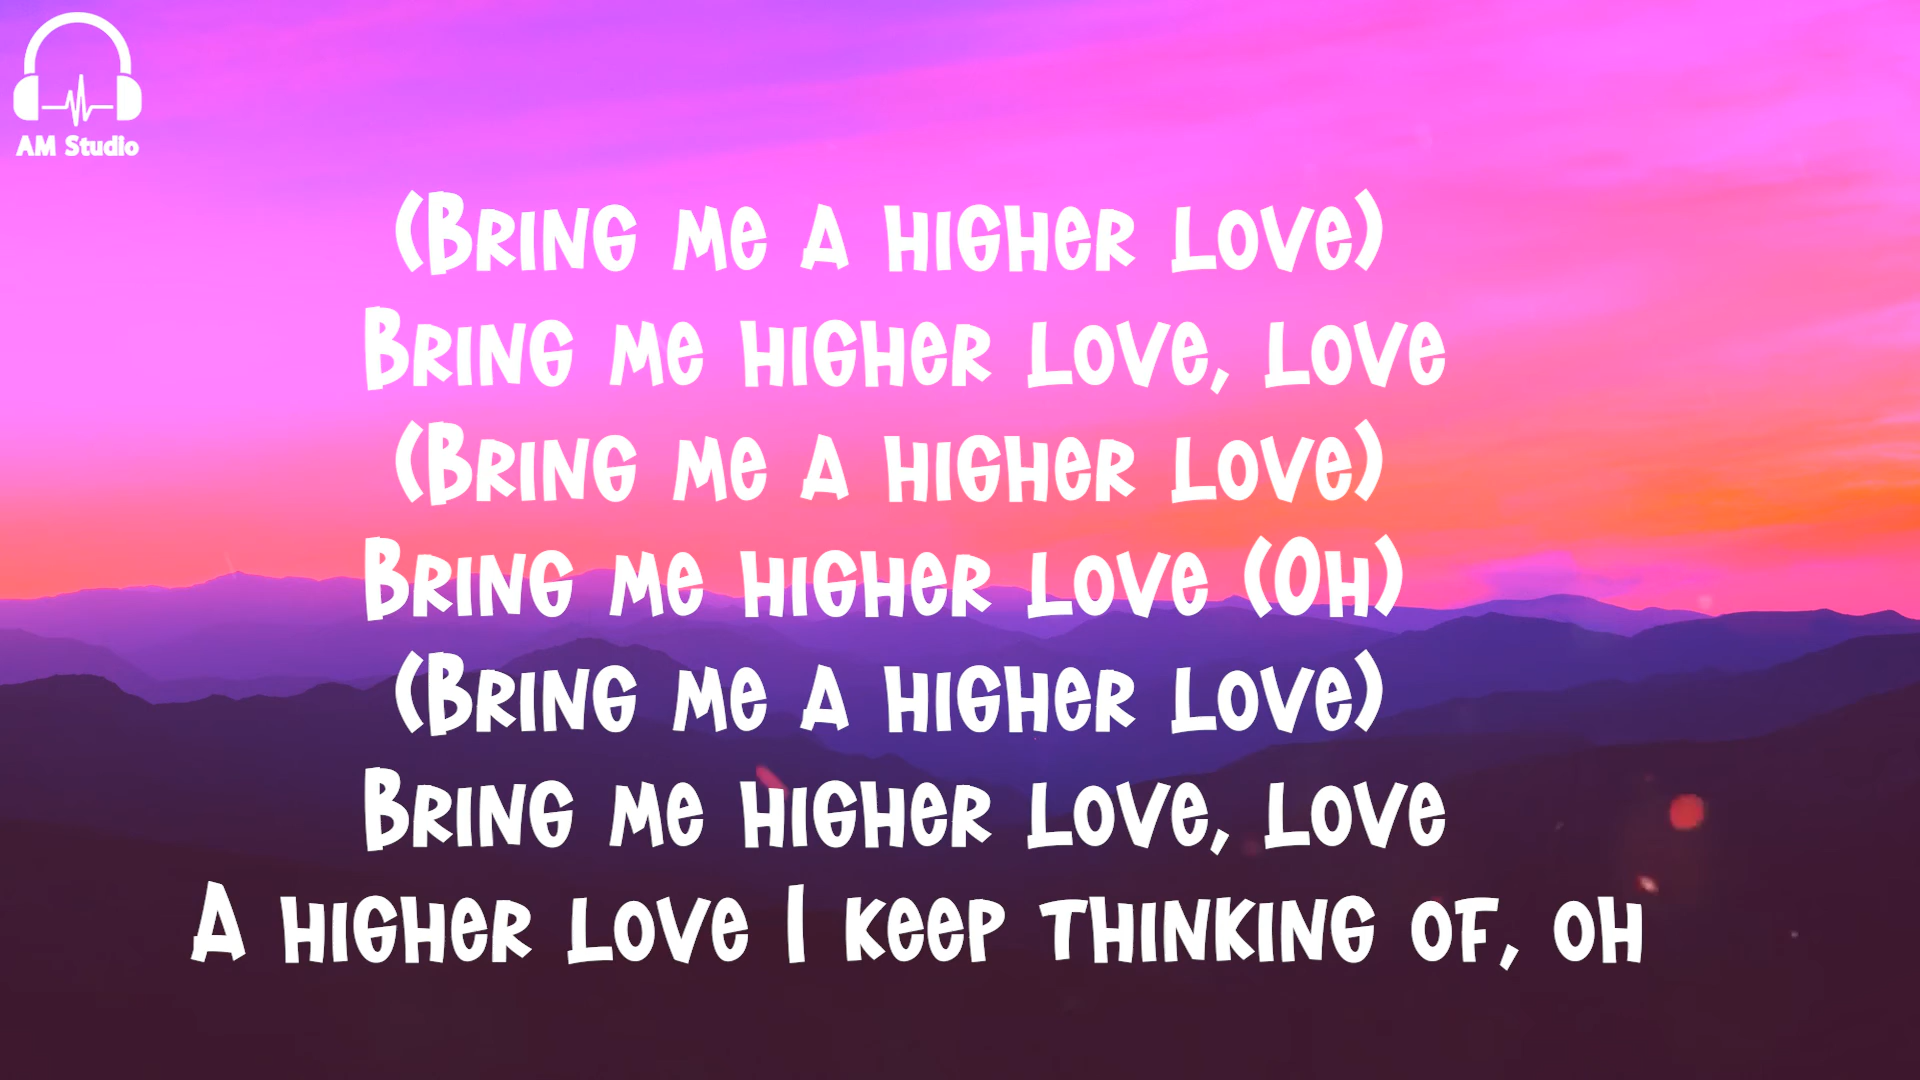 AM Studio
(Bring me a higher love)
Bring me higher love, love
(Bring me a higher love)
Bring me higher love (Oh)
(Bring me a higher love)
Bring me higher love, love
A higher love I keep thinking of, oh